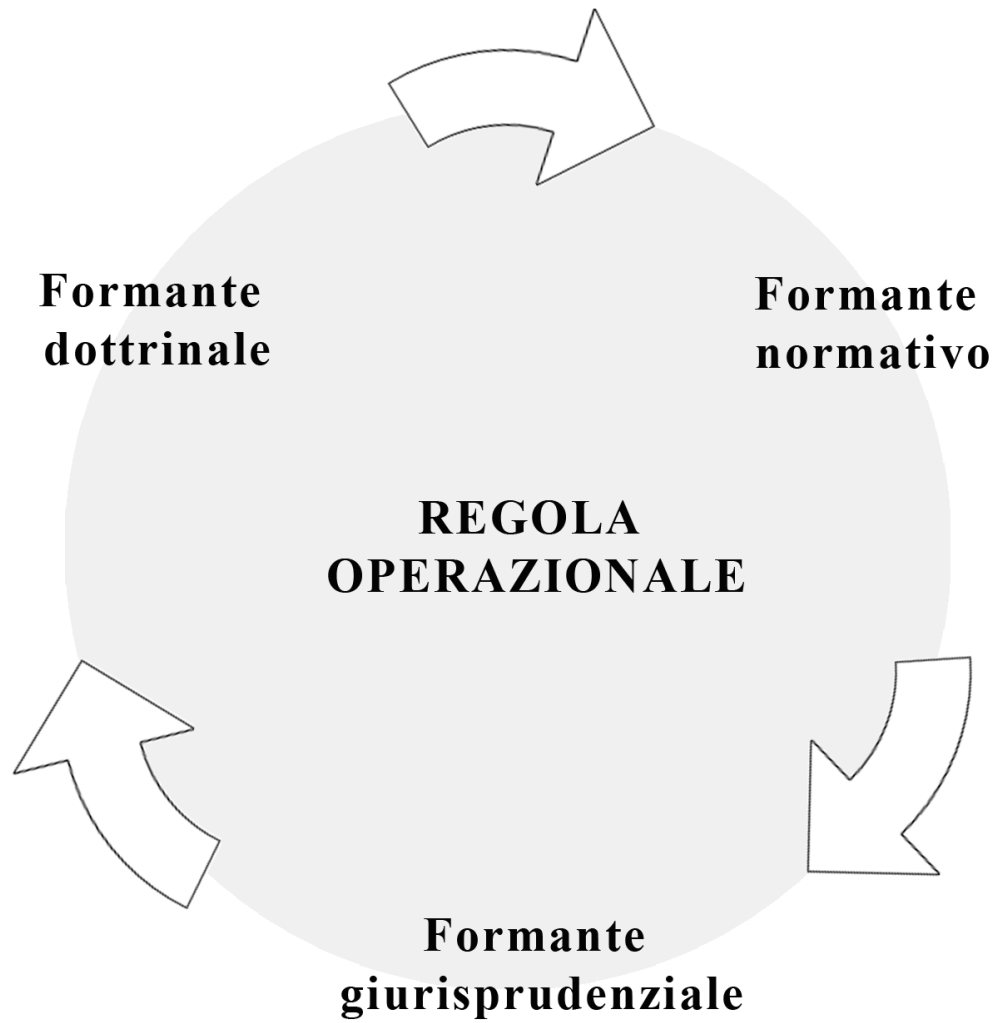 Formante
dottrinale
Formante
normativo
REGOLA
OPERAZIONALE
Formante
giurisprudenziale